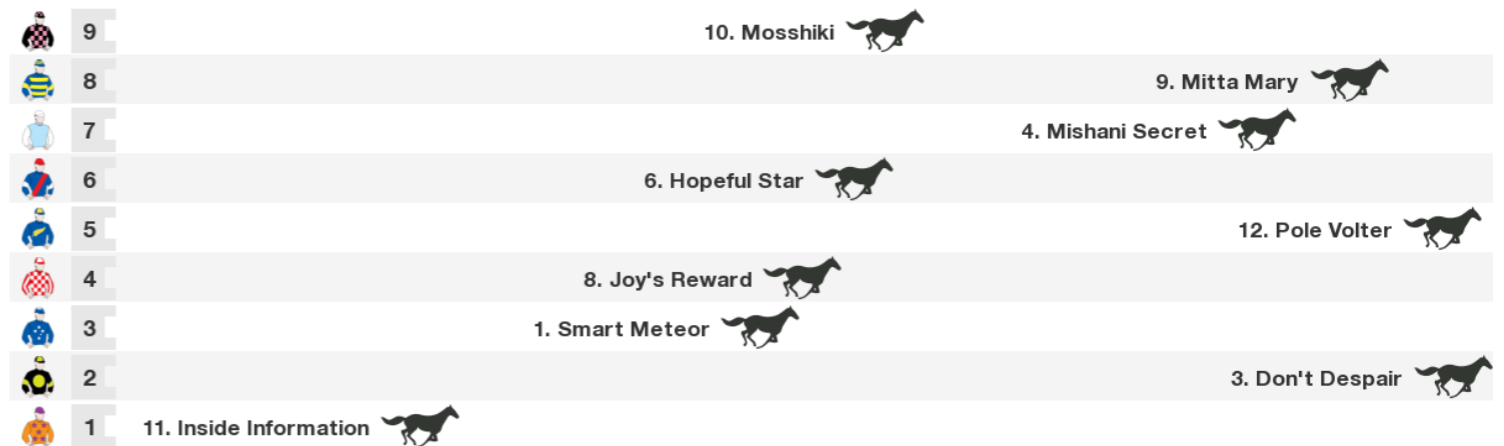 9 10. Mosshiki
8 9. Mitta Mary
7 4. Mishani Secret
6 6. Hopeful Star
5 12. Pole Volter
4 8. Joy's Reward
3 1. Smart Meteor
2 3. Don't Despair
1 11. Inside Information